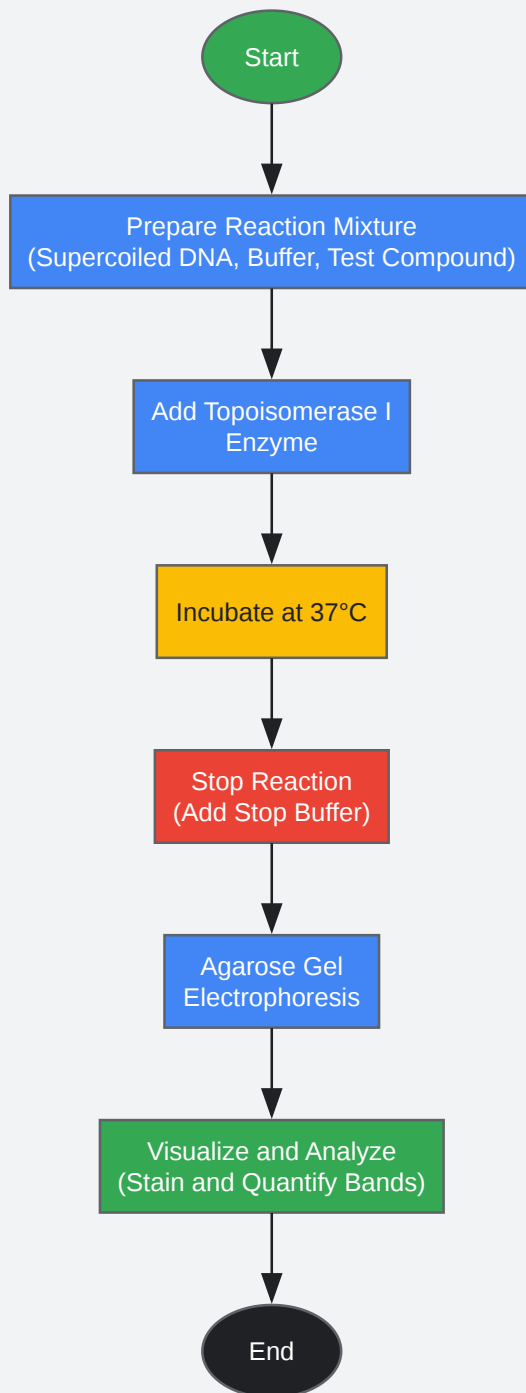 Start
Prepare Reaction Mixture
(Supercoiled DNA, Buffer, Test Compound)
Add Topoisomerase I
Enzyme
Incubate at 37°C
Stop Reaction
(Add Stop Buffer)
Agarose Gel
Electrophoresis
Visualize and Analyze
(Stain and Quantify Bands)
End